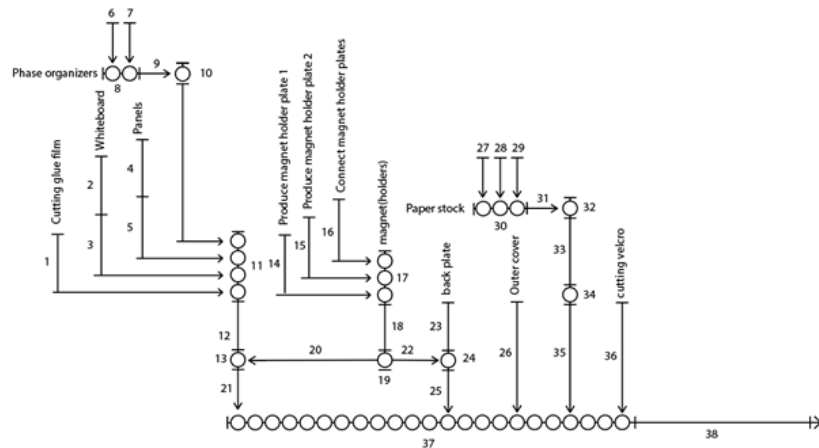 6 7
Phase organizers
9
10
8
Cutting glue film
Whiteboard
Panels
2
4
3
5
1
11
12
13
21
Produce magnet holder plate 1
Produce magnet holder plate 2
Connect magnet holder plates
magnet(holders)
14
15
16
17
18
20
19
22
back plate
23
24
25
27 28 29
Paper stock
30
31
32
33
34
35
Outer cover
26
cutting velcro
36
37
38